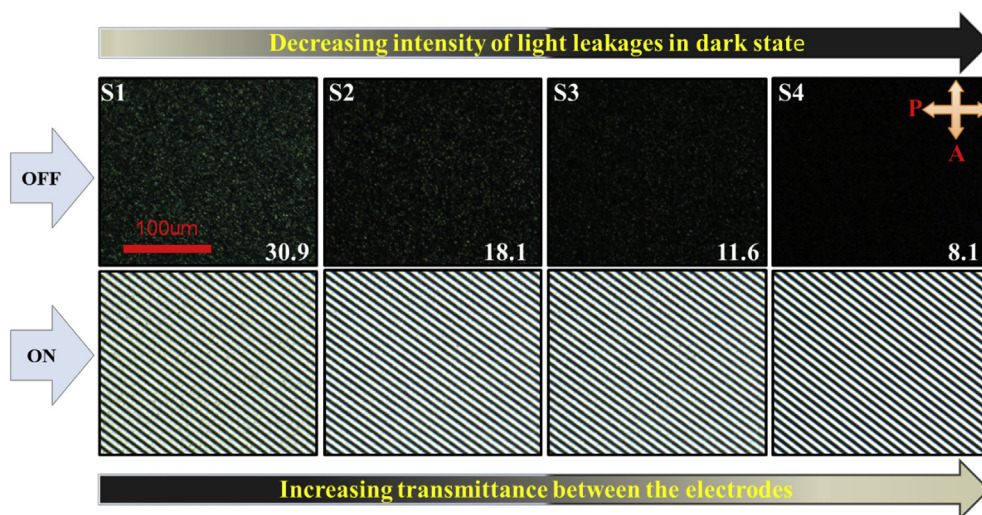 Decreasing intensity of light leakages in dark state
S1
S2
S3
S4
P
A
OFF
100um
30.9
18.1
11.6
8.1
ON
Increasing transmittance between the electrodes